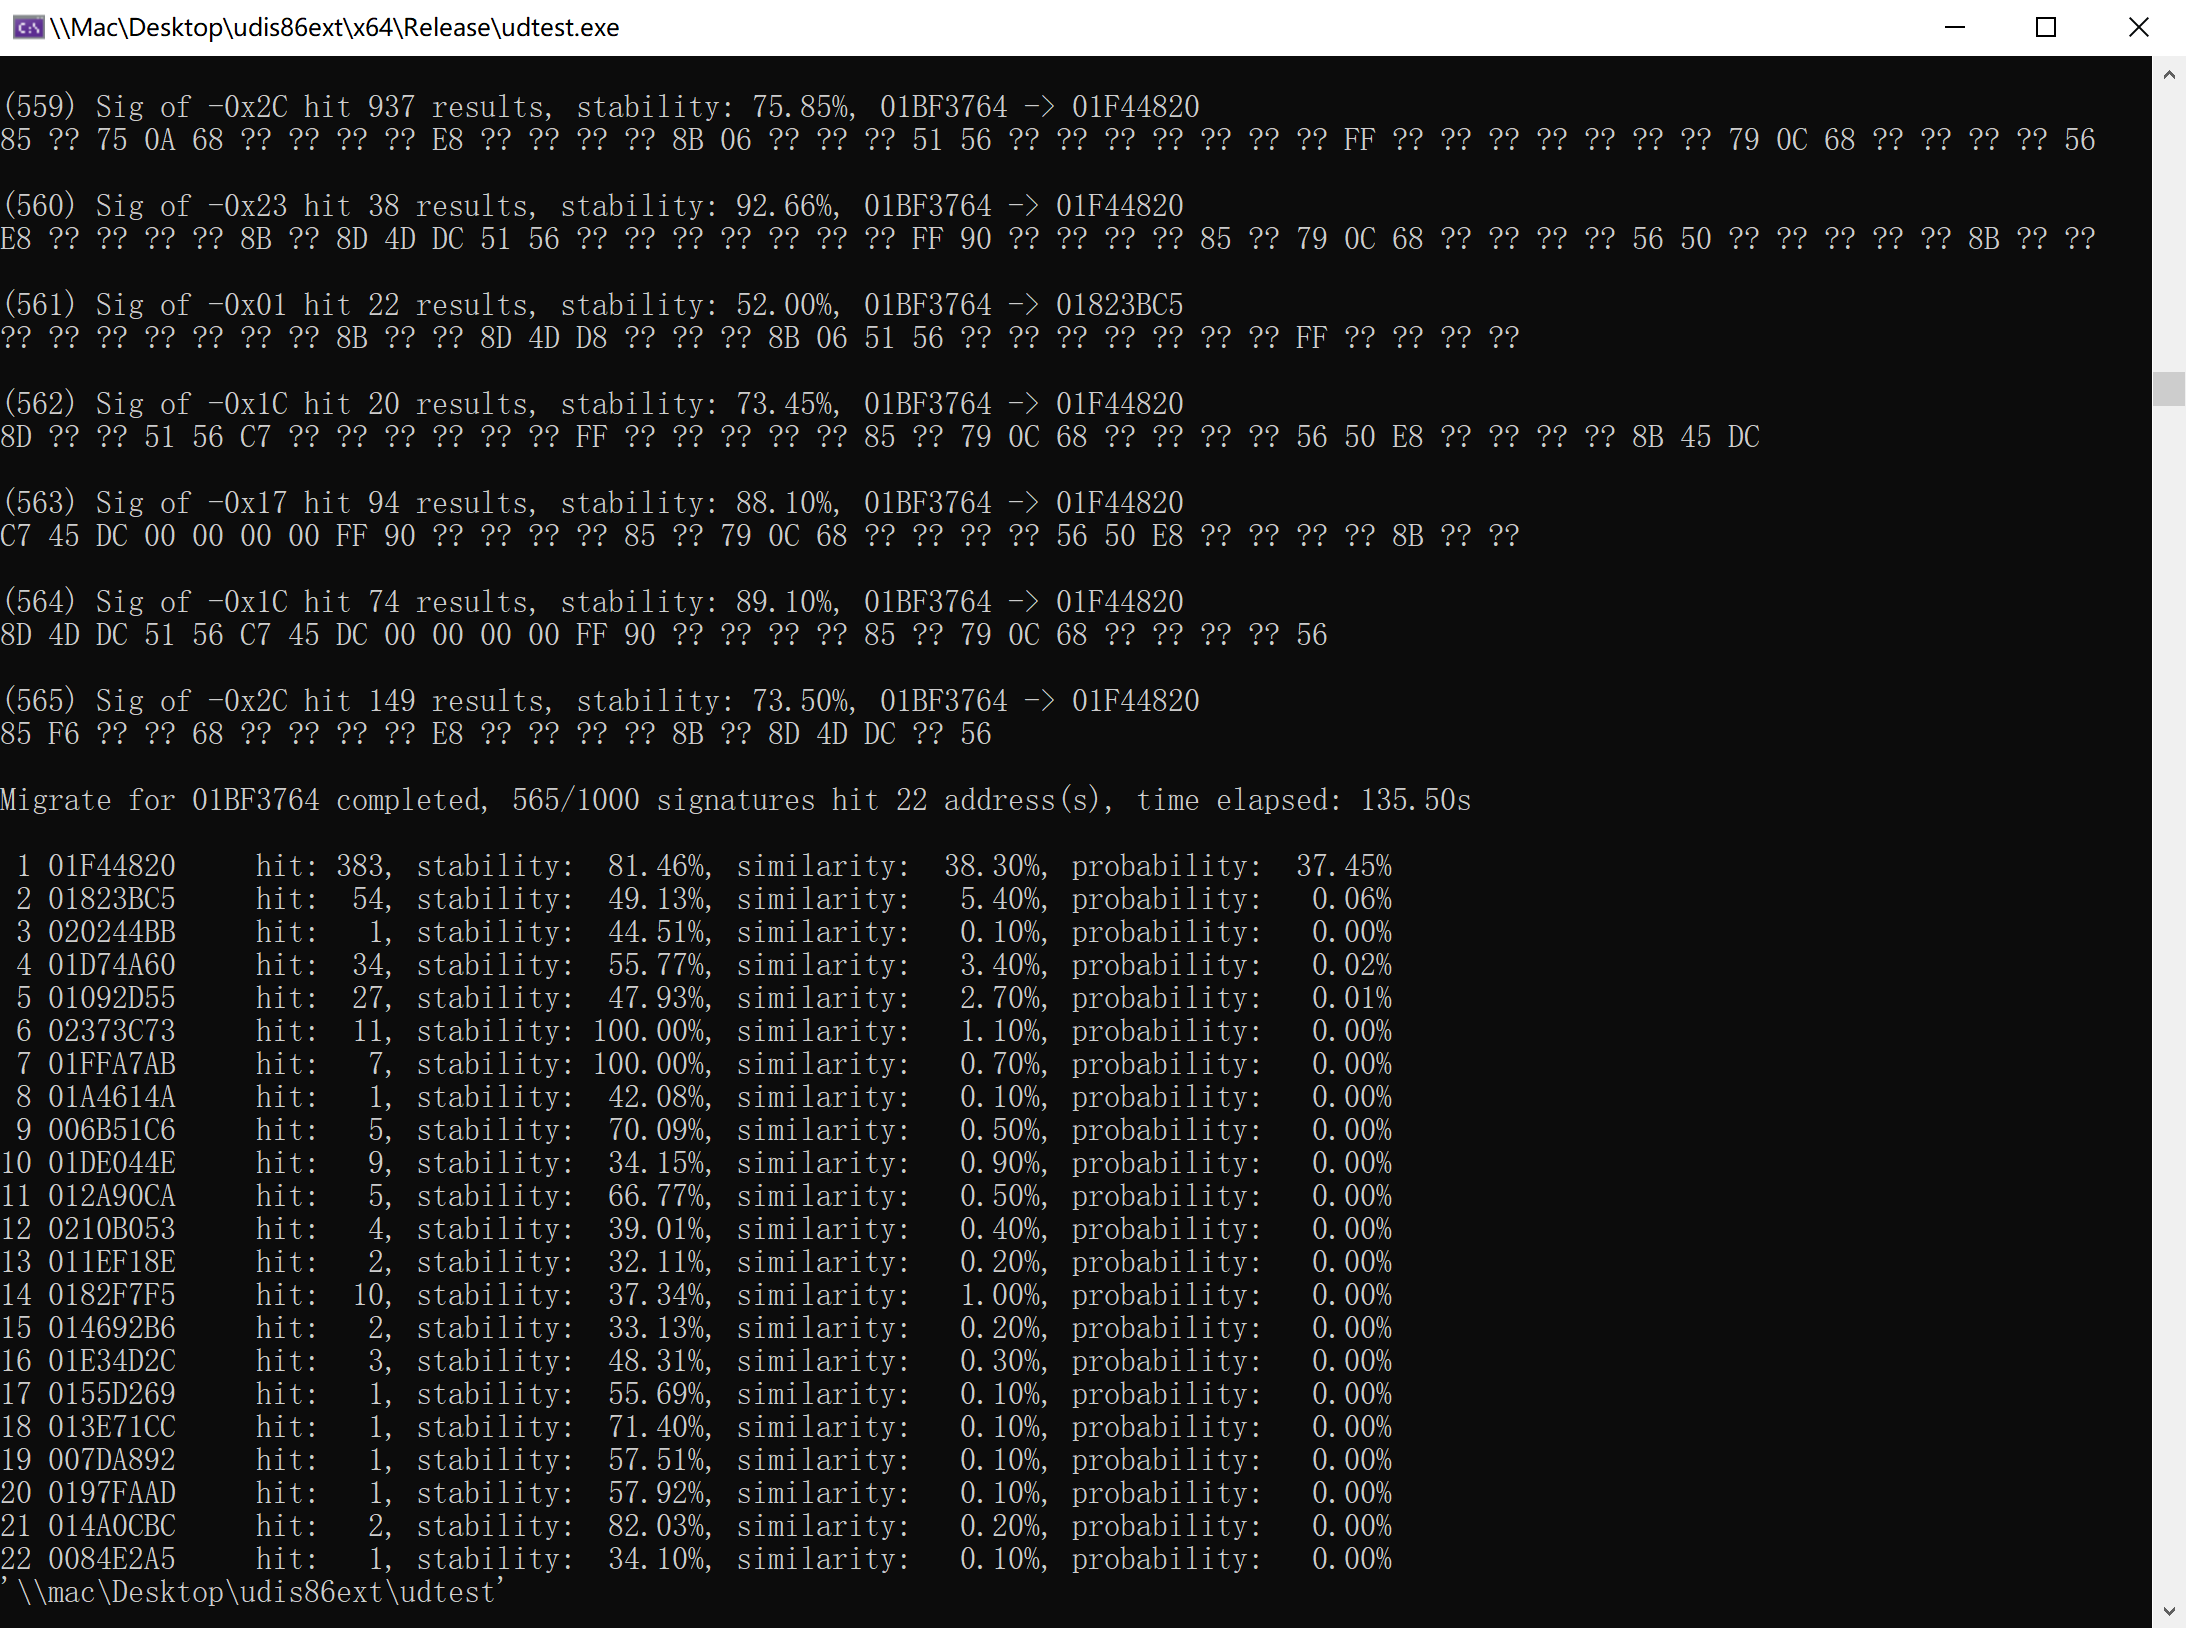 \\Mac\Desktop\udis86ext\x64\Release\udtest.exe
(559) Sig of -0x2C hit 937 results, stability: 75.85%, 01BF3764 -> 01F44820
85 ?? 75 0A 68 ?? ?? ?? ?? E8 ?? ?? ?? ?? 8B 06 ?? ?? ?? 51 56 ?? ?? ?? ?? ?? ?? ?? FF ?? ?? ?? ?? ?? ?? ?? 79 0C 68 ?? ?? ?? ?? 56
(560) Sig of -0x23 hit 38 results, stability: 92.66%, 01BF3764 -> 01F44820
E8 ?? ?? ?? ?? 8B ?? 8D 4D DC 51 56 ?? ?? ?? ?? ?? ?? ?? FF 90 ?? ?? ?? ?? 85 ?? 79 0C 68 ?? ?? ?? ?? 56 50 ?? ?? ?? ?? ?? 8B ?? ??
(561) Sig of -0x01 hit 22 results, stability: 52.00%, 01BF3764 -> 01823BC5
?? ?? ?? ?? ?? ?? ?? 8B ?? ?? 8D 4D D8 ?? ?? ?? 8B 06 51 56 ?? ?? ?? ?? ?? ?? ?? FF ?? ?? ?? ??
(562) Sig of -0x1C hit 20 results, stability: 73.45%, 01BF3764 -> 01F44820
8D ?? ?? 51 56 C7 ?? ?? ?? ?? ?? ?? FF ?? ?? ?? ?? ?? 85 ?? 79 0C 68 ?? ?? ?? ?? 56 50 E8 ?? ?? ?? ?? 8B 45 DC
(563) Sig of -0x17 hit 94 results, stability: 88.10%, 01BF3764 -> 01F44820
C7 45 DC 00 00 00 00 FF 90 ?? ?? ?? ?? 85 ?? 79 0C 68 ?? ?? ?? ?? 56 50 E8 ?? ?? ?? ?? 8B ?? ??
(564) Sig of -0x1C hit 74 results, stability: 89.10%, 01BF3764 -> 01F44820
8D 4D DC 51 56 C7 45 DC 00 00 00 00 FF 90 ?? ?? ?? ?? 85 ?? 79 0C 68 ?? ?? ?? ?? 56
(565) Sig of -0x2C hit 149 results, stability: 73.50%, 01BF3764 -> 01F44820
85 F6 ?? ?? 68 ?? ?? ?? ?? E8 ?? ?? ?? ?? 8B ?? 8D 4D DC ?? 56
Migrate for 01BF3764 completed, 565/1000 signatures hit 22 address(s), time elapsed: 135.50s
1 01F44820 hit: 383, stability: 81.46%, similarity: 38.30%, probability: 37.45%
2 01823BC5 hit: 54, stability: 49.13%, similarity: 5.40%, probability: 0.06%
3 020244BB hit: 1, stability: 44.51%, similarity: 0.10%, probability: 0.00%
4 01D74A60 hit: 34, stability: 55.77%, similarity: 3.40%, probability: 0.02%
5 01092D55 hit: 27, stability: 47.93%, similarity: 2.70%, probability: 0.01%
6 02373C73 hit: 11, stability: 100.00%, similarity: 1.10%, probability: 0.00%
7 01FFA7AB hit: 7, stability: 100.00%, similarity: 0.70%, probability: 0.00%
8 01A4614A hit: 1, stability: 42.08%, similarity: 0.10%, probability: 0.00%
9 006B51C6 hit: 5, stability: 70.09%, similarity: 0.50%, probability: 0.00%
10 01DE044E hit: 9, stability: 34.15%, similarity: 0.90%, probability: 0.00%
11 012A90CA hit: 5, stability: 66.77%, similarity: 0.50%, probability: 0.00%
12 0210B053 hit: 4, stability: 39.01%, similarity: 0.40%, probability: 0.00%
13 011EF18E hit: 2, stability: 32.11%, similarity: 0.20%, probability: 0.00%
14 0182F7F5 hit: 10, stability: 37.34%, similarity: 1.00%, probability: 0.00%
15 014692B6 hit: 2, stability: 33.13%, similarity: 0.20%, probability: 0.00%
16 01E34D2C hit: 3, stability: 48.31%, similarity: 0.30%, probability: 0.00%
17 0155D269 hit: 1, stability: 55.69%, similarity: 0.10%, probability: 0.00%
18 013E71CC hit: 1, stability: 71.40%, similarity: 0.10%, probability: 0.00%
19 007DA892 hit: 1, stability: 57.51%, similarity: 0.10%, probability: 0.00%
20 0197FAAD hit: 1, stability: 57.92%, similarity: 0.10%, probability: 0.00%
21 014A0CBC hit: 2, stability: 82.03%, similarity: 0.20%, probability: 0.00%
22 0084E2A5 hit: 1, stability: 34.10%, similarity: 0.10%, probability: 0.00%
'\\mac\Desktop\udis86ext\udtest'